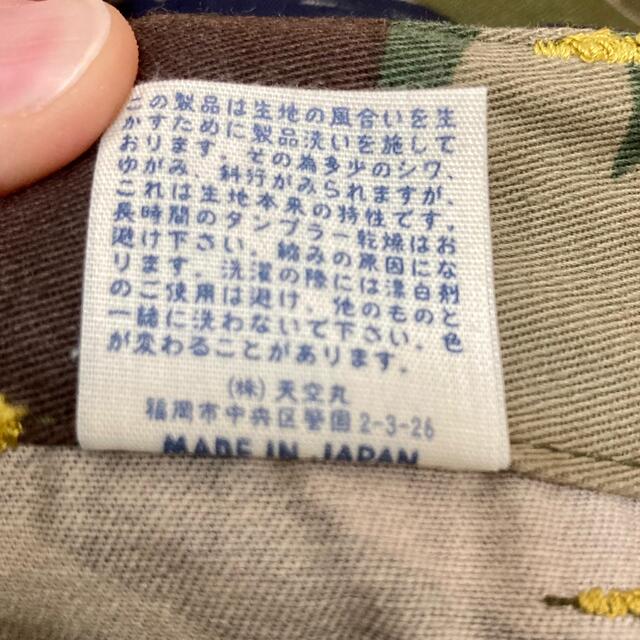 この製品は生地の風合いを生
かすために製品洗いを施して
おります。その為多少のシワ、
ゆがみ、斜行がみられますが、
これは生地本来の特性です。
長時間のタンブラー乾燥はお
避け下さい。縮みの原因にな
ります。洗濯の際には漂白剤
のご使用は避け、他のものと
一緒に洗わないで下さい。色
が変わることがあります。
(株)天空丸
福岡市中央区警固2-3-26
MADE IN JAPAN